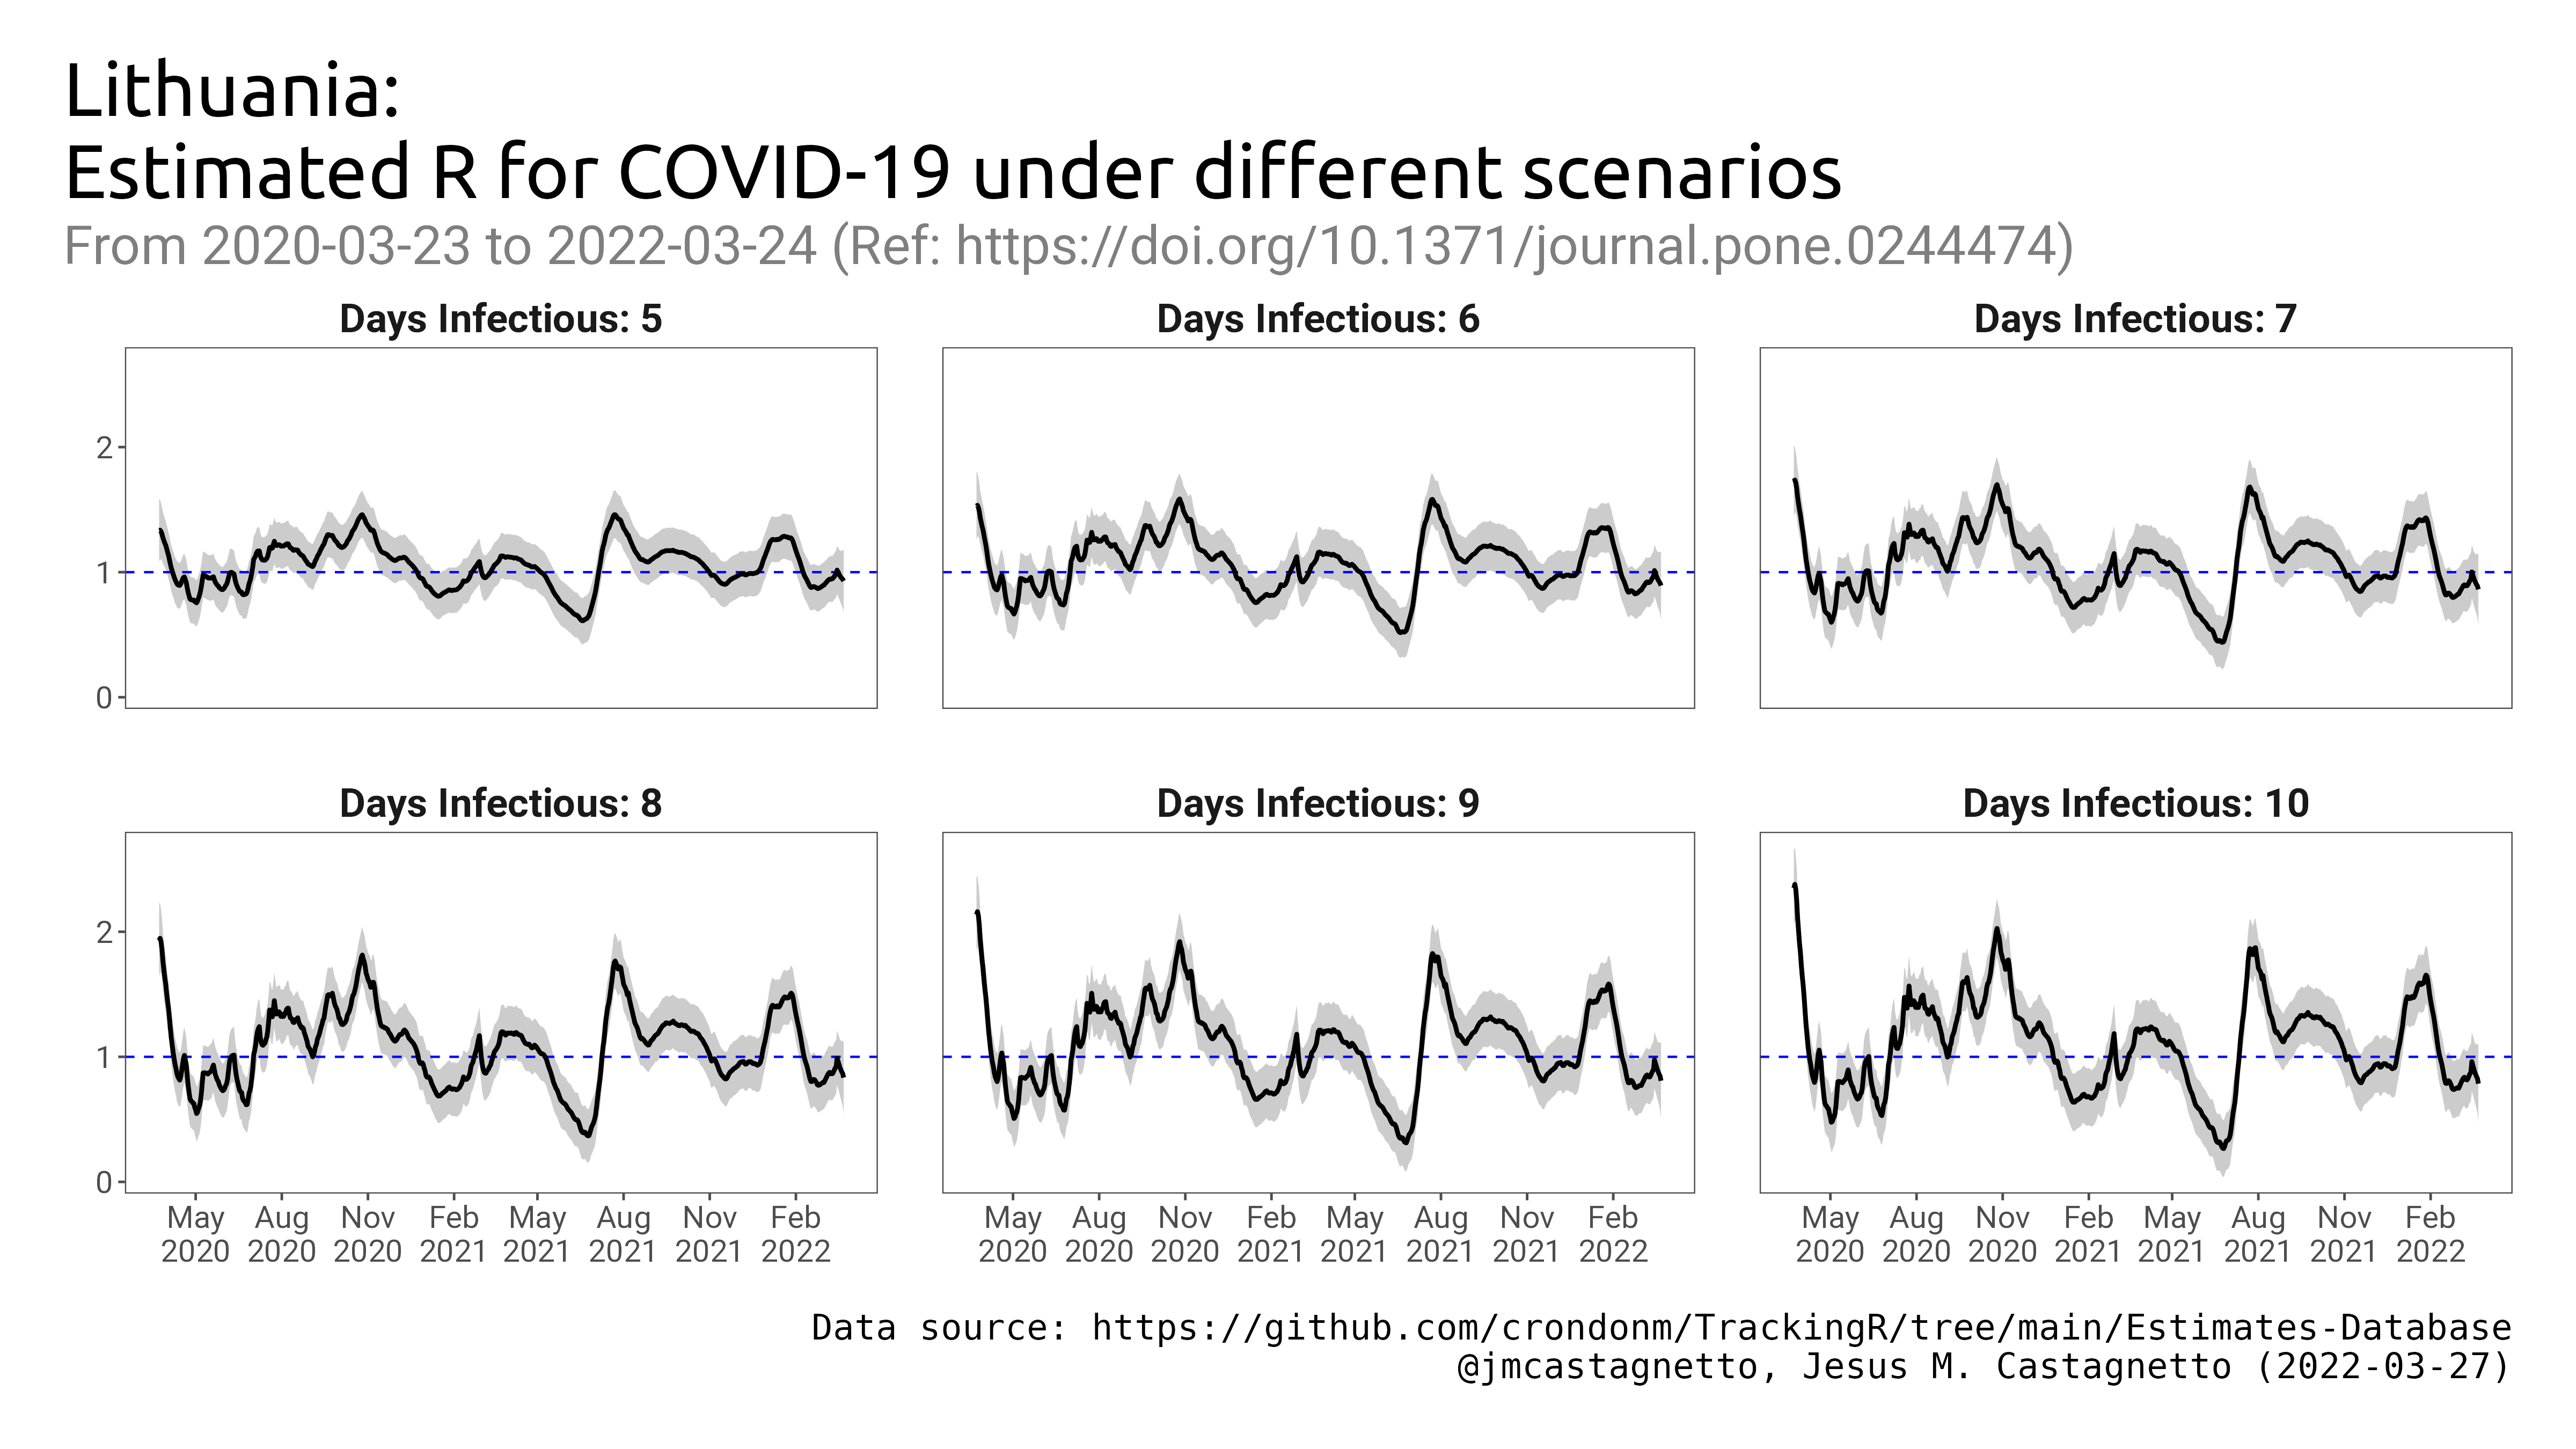 Lithuania:
Estimated R for COVID-19 under different scenarios
From 2020-03-23 to 2022-03-24 (Ref: https://doi.org/10.1371/journal.pone.0244474)
Days Infectious: 5
Days Infectious: 6
Days Infectious: 7
2
1
0
Days Infectious: 8
Days Infectious: 9
Days Infectious: 10
2
1
0
May Aug Nov Feb May Aug Nov Feb
2020 2020 2020 2021 2021 2021 2021 2022
May Aug Nov Feb May Aug Nov Feb
2020 2020 2020 2021 2021 2021 2021 2022
May Aug Nov Feb May Aug Nov Feb
2020 2020 2020 2021 2021 2021 2021 2022
Data source: https://github.com/crondonm/TrackingR/tree/main/Estimates-Database
@jmcastagnetto, Jesus M. Castagnetto (2022-03-27)